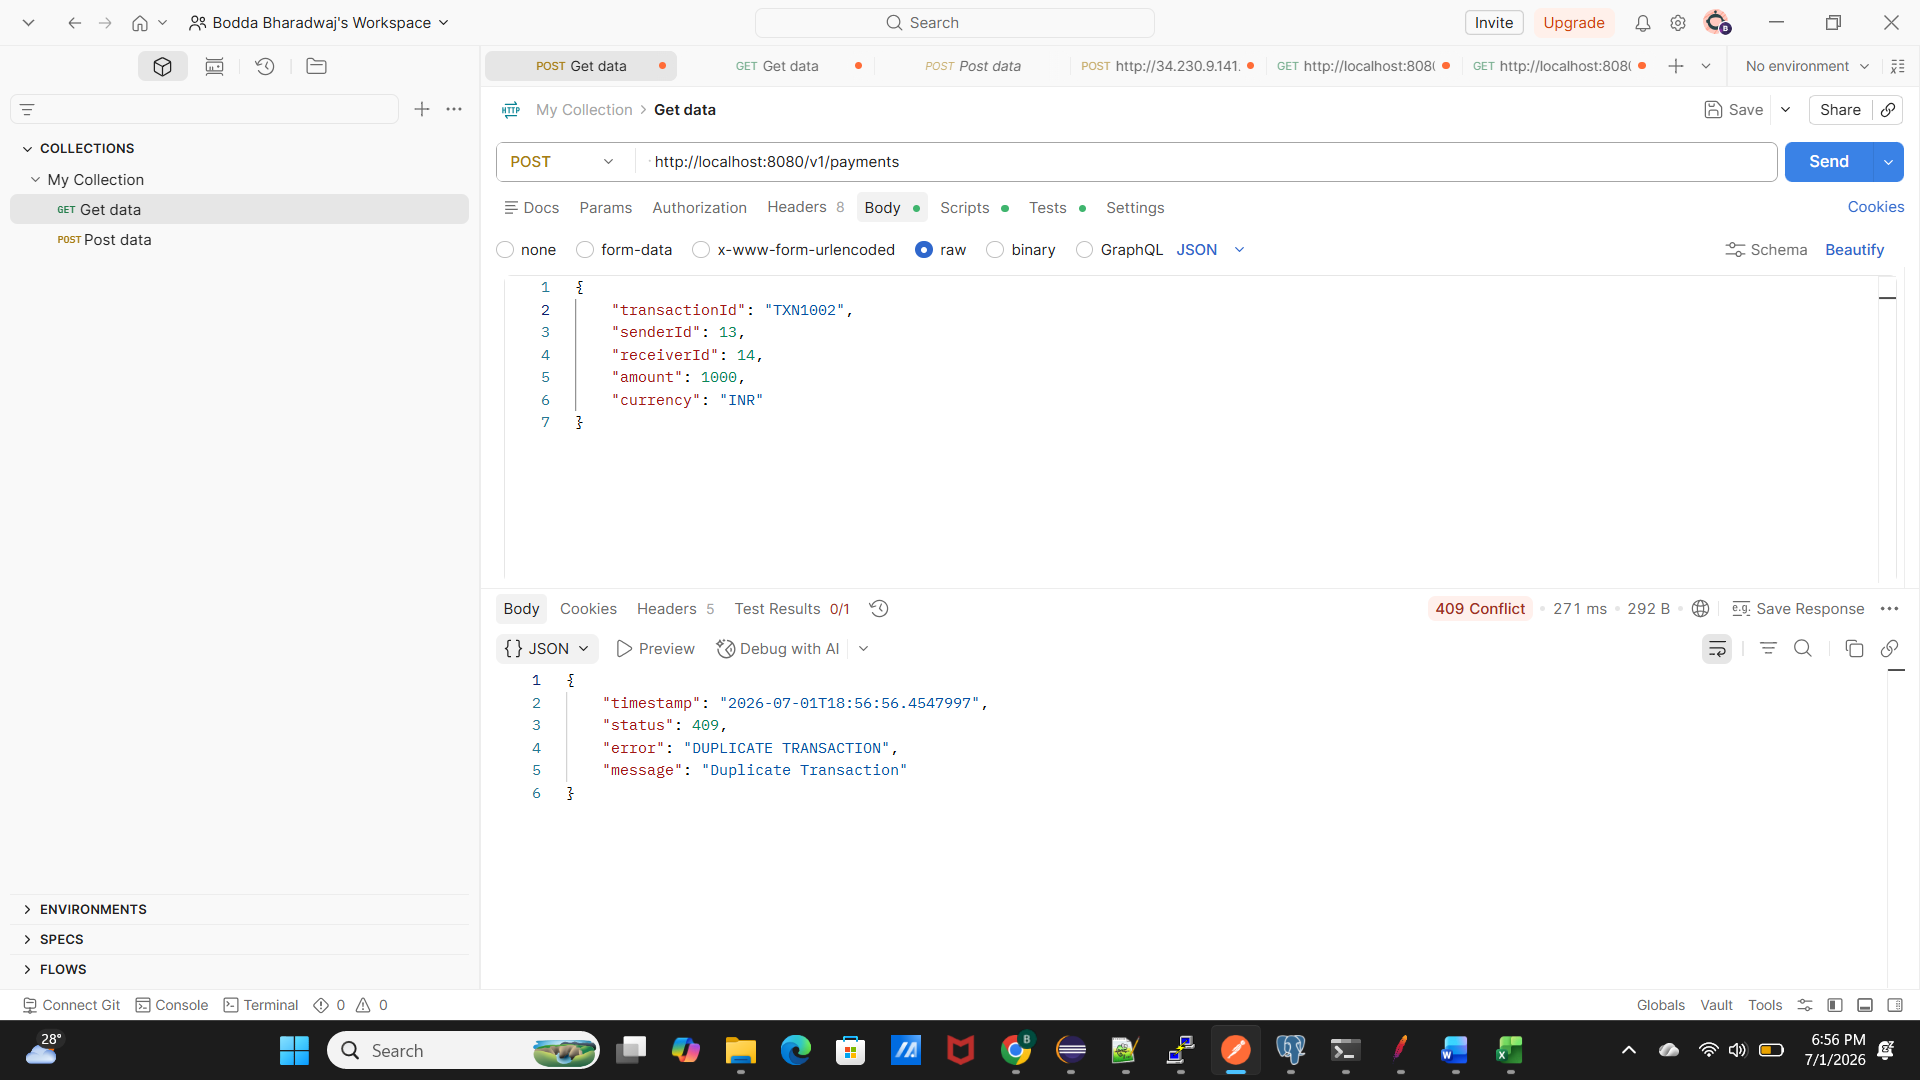 Bodda Bharadwaj's Workspace
Search
Invite
Upgrade
B
POST Get data
GET Get data
POST Post data
POST http://34.230.9.141.
GET http://localhost:808
GET http://localhost:808
No environment
HTTP
My Collection > Get data
Save
Share
COLLECTIONS
My Collection
GET Get data
POST Post data
POST
http://localhost:8080/v1/payments
Send
Docs
Params
Authorization
Headers 8
Body
Scripts
Tests
Settings
Cookies
none
form-data
x-www-form-urlencoded
raw
binary
GraphQL
JSON
Schema
Beautify
1 {
2 "transactionId": "TXN1002",
3 "senderId": 13,
4 "receiverId": 14,
5 "amount": 1000,
6 "currency": "INR"
7 }
Body
Cookies
Headers 5
Test Results 0/1
409 Conflict
271 ms
292 B
e.g. Save Response
{} JSON
Preview
Debug with AI
1 {
2 "timestamp": "2026-07-01T18:56:56.4547997",
3 "status": 409,
4 "error": "DUPLICATE TRANSACTION",
5 "message": "Duplicate Transaction"
6 }
ENVIRONMENTS
SPECS
FLOWS
Connect Git
Console
Terminal
0
0
Globals
Vault
Tools
28°
Search
B
W
X
6:56 PM
7/1/2026